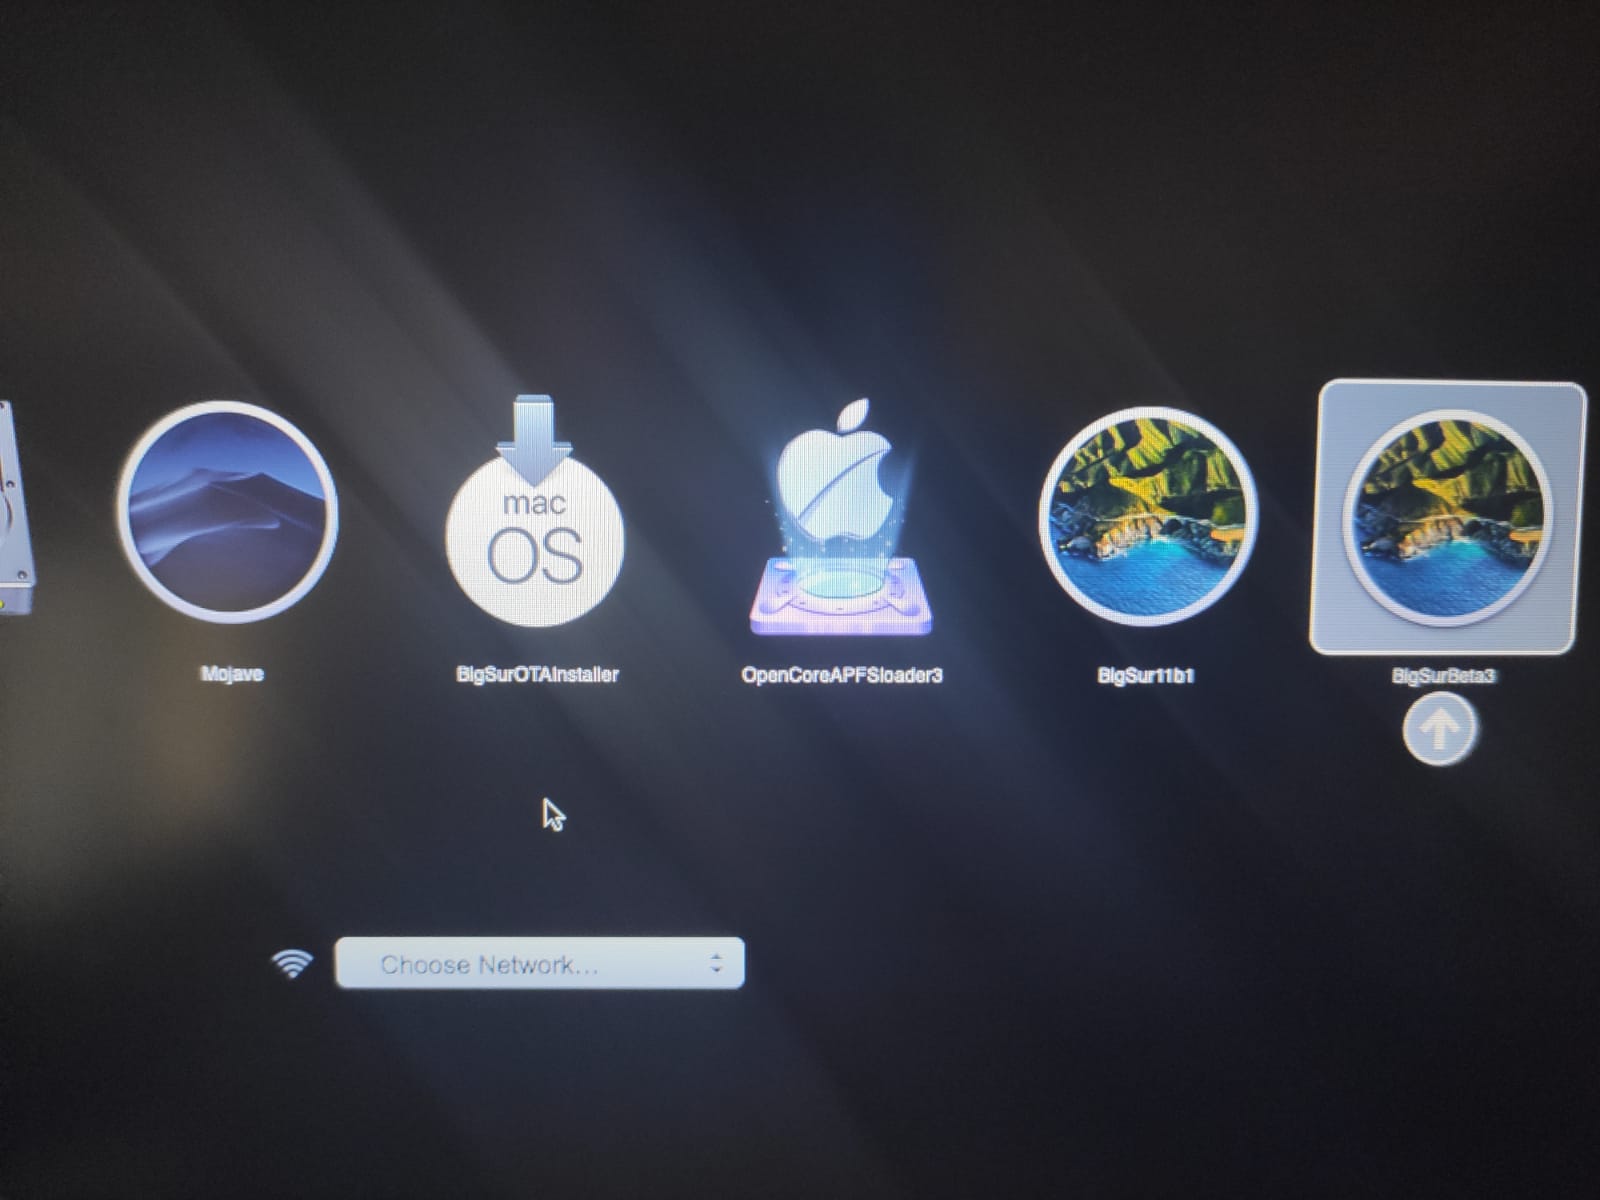 mac
OS
Mojave
BigSurOTAInstaller
OpenCoreAPFSloader3
BigSur11b1
BigSurBeta3
Choose Network...